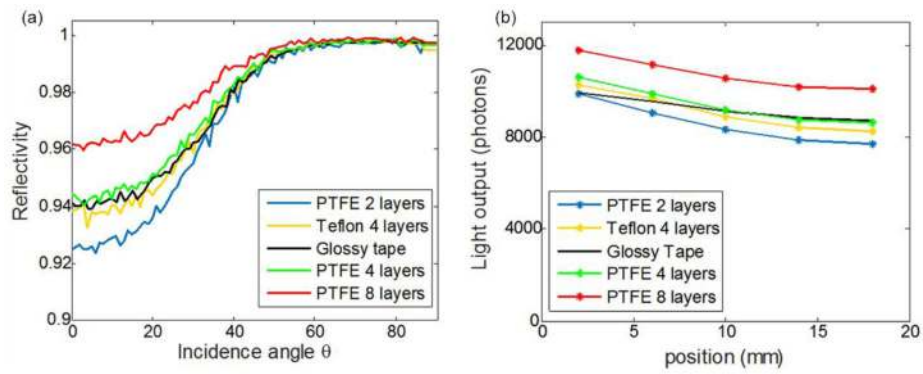 (a)
1
0.98
0.96
0.94
0.92
0.9
Reflectivity
0 20 40 60 80
Incidence angle θ
PTFE 2 layers
Teflon 4 layers
Glossy tape
PTFE 4 layers
PTFE 8 layers
(b)
12000
8000
4000
0
Light output (photons)
0 5 10 15 20
position (mm)
PTFE 2 layers
Teflon 4 layers
Glossy Tape
PTFE 4 layers
PTFE 8 layers